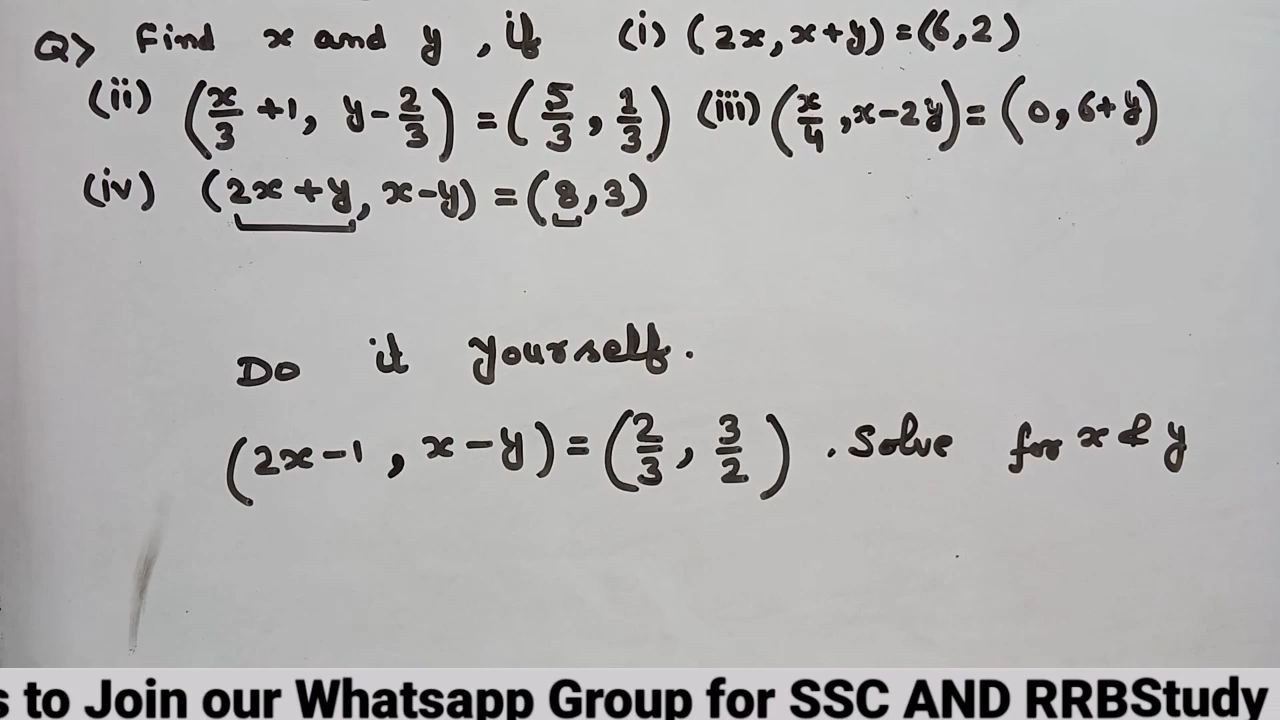 Q> Find x and y, if (i) (2x, x+y) = (6,2)
(ii) (x/3 +1, y-2/3) = (5/3, 1/3) (iii) (x/4, x-2y) = (0, 6+y)
(iv) (2x+y, x-y) = (8,3)
Do it yourself.
(2x-1, x-y) = (2/3, 3/2). Solve for x & y
s to Join our Whatsapp Group for SSC AND RRBStudy